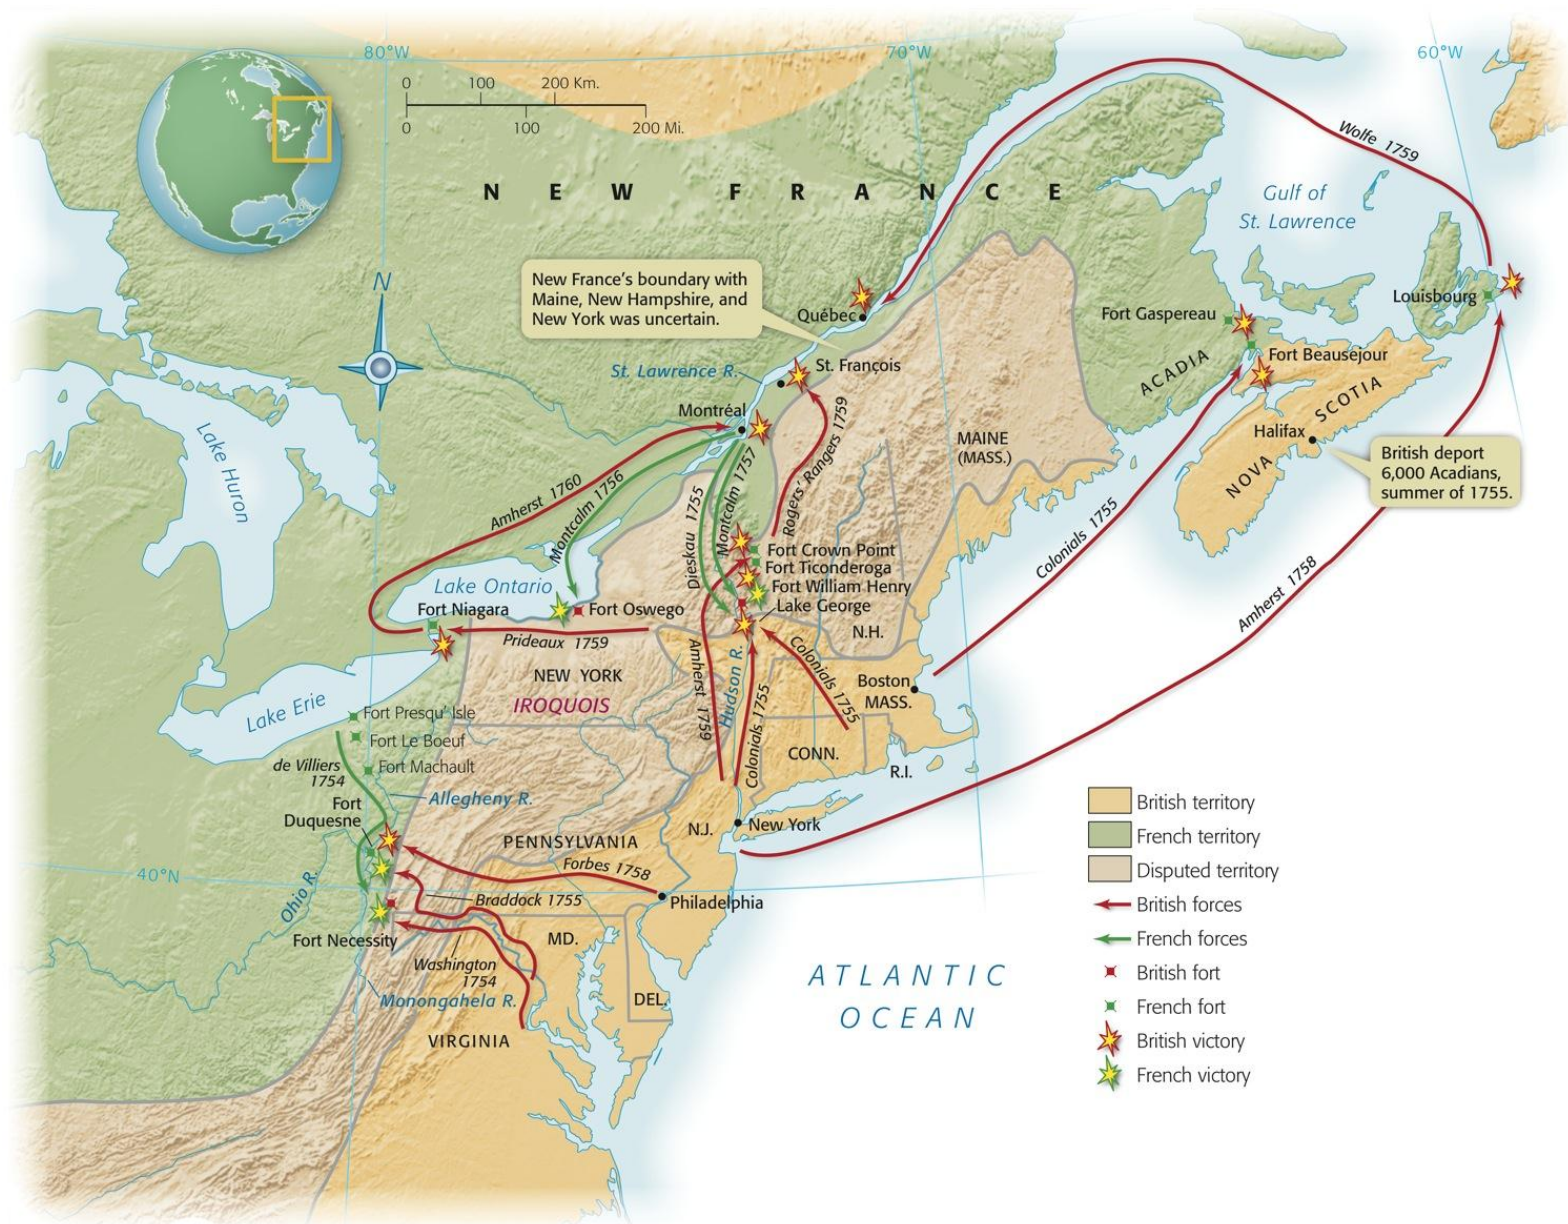 80°W
70°W
60°W
0 100 200 Km.
0 100 200 Mi.
NEW FRANCE
Wolfe 1759
Gulf of
St. Lawrence
N
New France's boundary with
Maine, New Hampshire, and
New York was uncertain.
Québec
Louisbourg
Fort Gaspereau
Fort Beauséjour
ACADIA
St. Lawrence R.
St. François
NOVA SCOTIA
Halifax
British deport
6,000 Acadians,
summer of 1755.
Montréal
MAINE
(MASS.)
Lake Huron
Amherst 1760
Montcalm 1756
Dieskau 1755
Montcalm 1757
Rogers' Rangers 1759
Colonials 1755
Amherst 1758
Fort Crown Point
Fort Ticonderoga
Fort William Henry
Lake George
Lake Ontario
Fort Niagara
Fort Oswego
Prideaux 1759
N.H.
NEW YORK
IROQUOIS
Amherst 1759
Hudson R.
Colonials 1755
Colonials 1755
Boston
MASS.
Lake Erie
Fort Presqu' Isle
Fort Le Boeuf
Fort Machault
de Villiers
1754
CONN.
R.I.
Allegheny R.
Fort
Duquesne
N.J.
New York
PENNSYLVANIA
Forbes 1758
40°N
Ohio R.
Braddock 1755
Philadelphia
Fort Necessity
MD.
Washington
1754
Monongahela R.
DEL.
VIRGINIA
ATLANTIC
OCEAN
British territory
French territory
Disputed territory
British forces
French forces
British fort
French fort
British victory
French victory